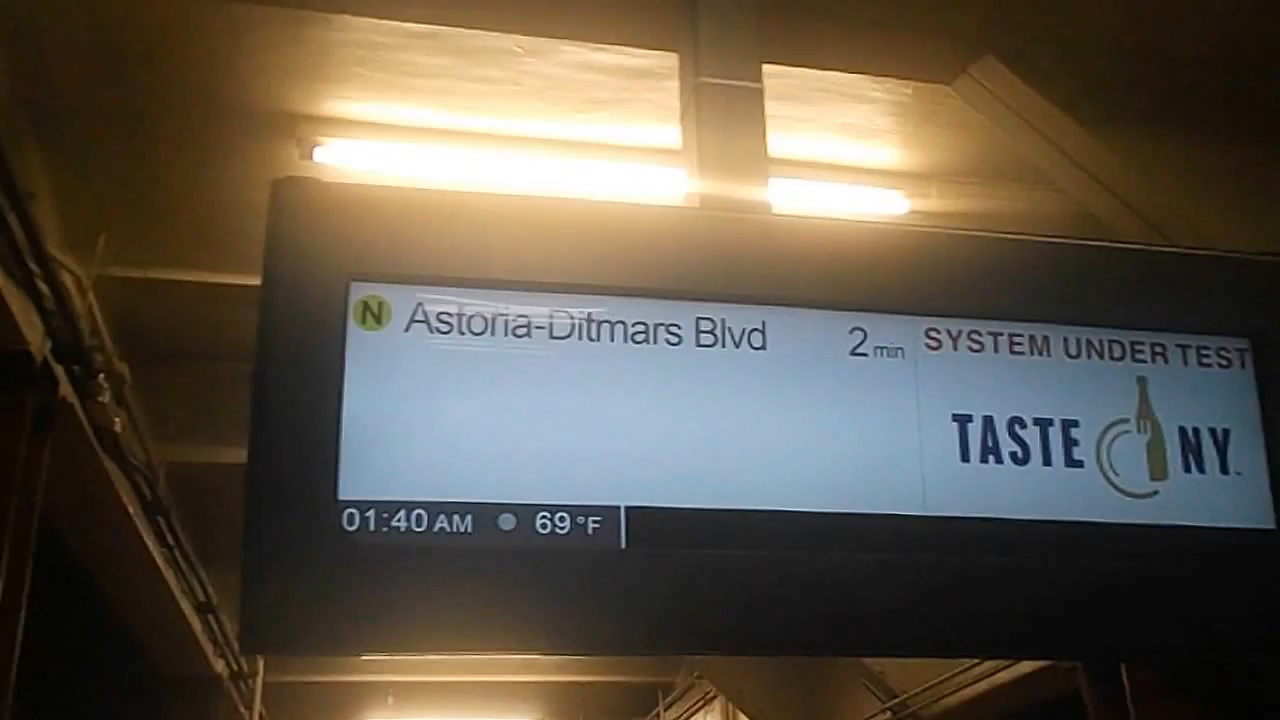 N Astoria-Ditmars Blvd 2 min
SYSTEM UNDER TEST
TASTE NY
01:40 AM 69 °F